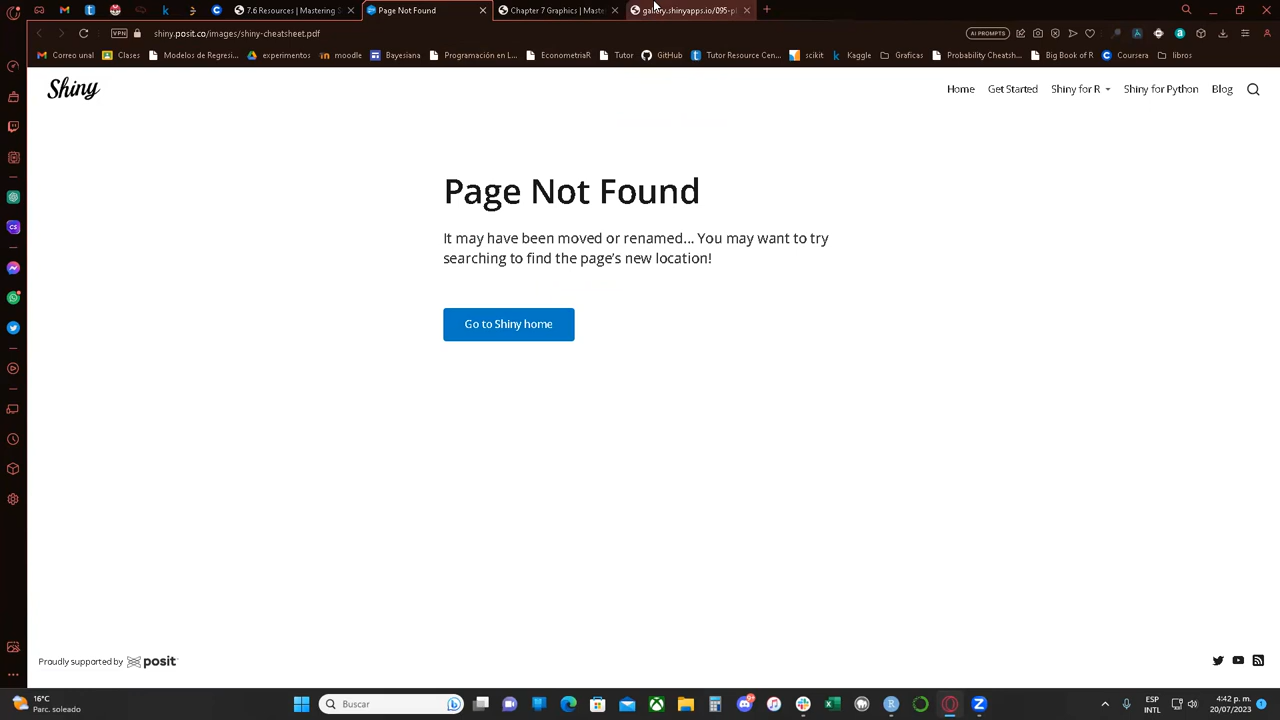 7.6 Resources | Mastering S
Page Not Found
Chapter 7 Graphics | Maste
gallery.shinyapps.io/095-pl
VPN
shiny.posit.co/images/shiny-cheatsheet.pdf
AI PROMPTS
Correo unal
Clases
Modelos de Regresi...
experimentos
moodle
Bayesiana
Programación en L...
EconometriaR
Tutor
GitHub
Tutor Resource Cen...
scikit
Kaggle
Graficas
Probability Cheatsh...
Big Book of R
Coursera
libros
Shiny
Home
Get Started
Shiny for R
Shiny for Python
Blog
Page Not Found
It may have been moved or renamed... You may want to try
searching to find the page's new location!
Go to Shiny home
Proudly supported by posit
16°C
Parc. soleado
Buscar
ESP
INTL
4:42 p. m.
20/07/2023